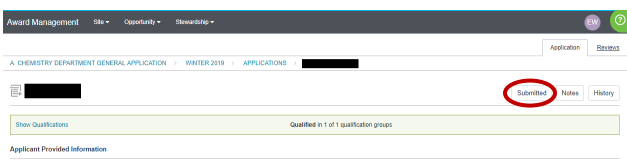 Award Management Site Opportunity Stewardship EW ?
Application Reviews
A. CHEMISTRY DEPARTMENT GENERAL APPLICATION > WINTER 2019 > APPLICATIONS >
Submitted Notes History
Show Qualifications Qualified in 1 of 1 qualification groups
Applicant Provided Information